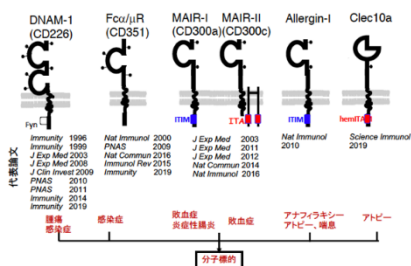 DNAM-1 Fcα/μR MAIR-I MAIR-II Allergin-I Clec10a
(CD226) (CD351) (CD300a)(CD300c)
Fyn
ITIM
ITIM
hemITAM
代表論文
Immunity 1996
Immunity 1999
J Exp Med 2003
J Exp Med 2008
J Clin Invest 2009
PNAS 2010
PNAS 2011
Immunity 2014
Immunity 2019
Nat Immunol 2000
PNAS 2009
Nat Commun 2016
Immunol Rev 2015
Immunity 2019
J Exp Med 2003
J Exp Med 2011
J Exp Med 2012
Nat Commun 2014
Nat Immunol 2016
Nat Immunol
2010
Science Immunol
2019
腫瘍
感染症
感染症
敗血症
炎症性腸炎
敗血症
アナフィラキシー
アトピー、喘息
アトピー
分子標的